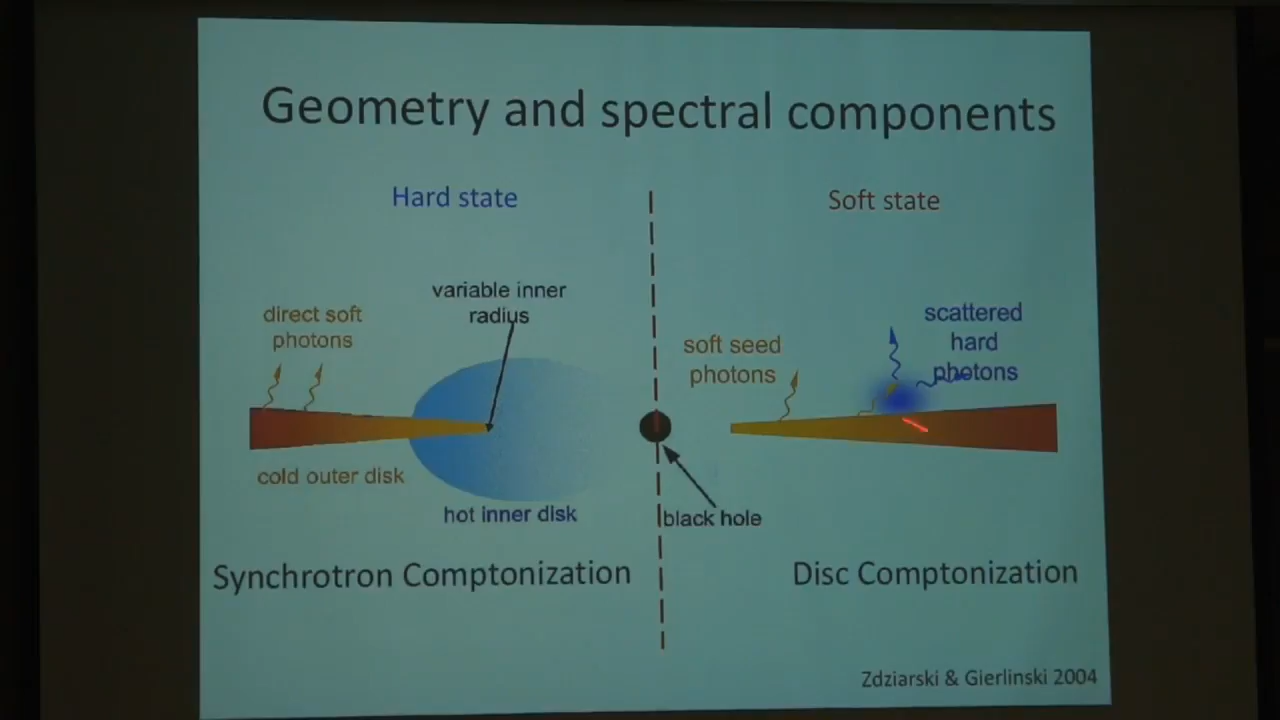 Geometry and spectral components
Hard state
Soft state
variable inner
radius
direct soft
photons
cold outer disk
hot inner disk
soft seed
photons
scattered
hard
photons
black hole
Synchrotron Comptonization
Disc Comptonization
Zdziarski & Gierlinski 2004